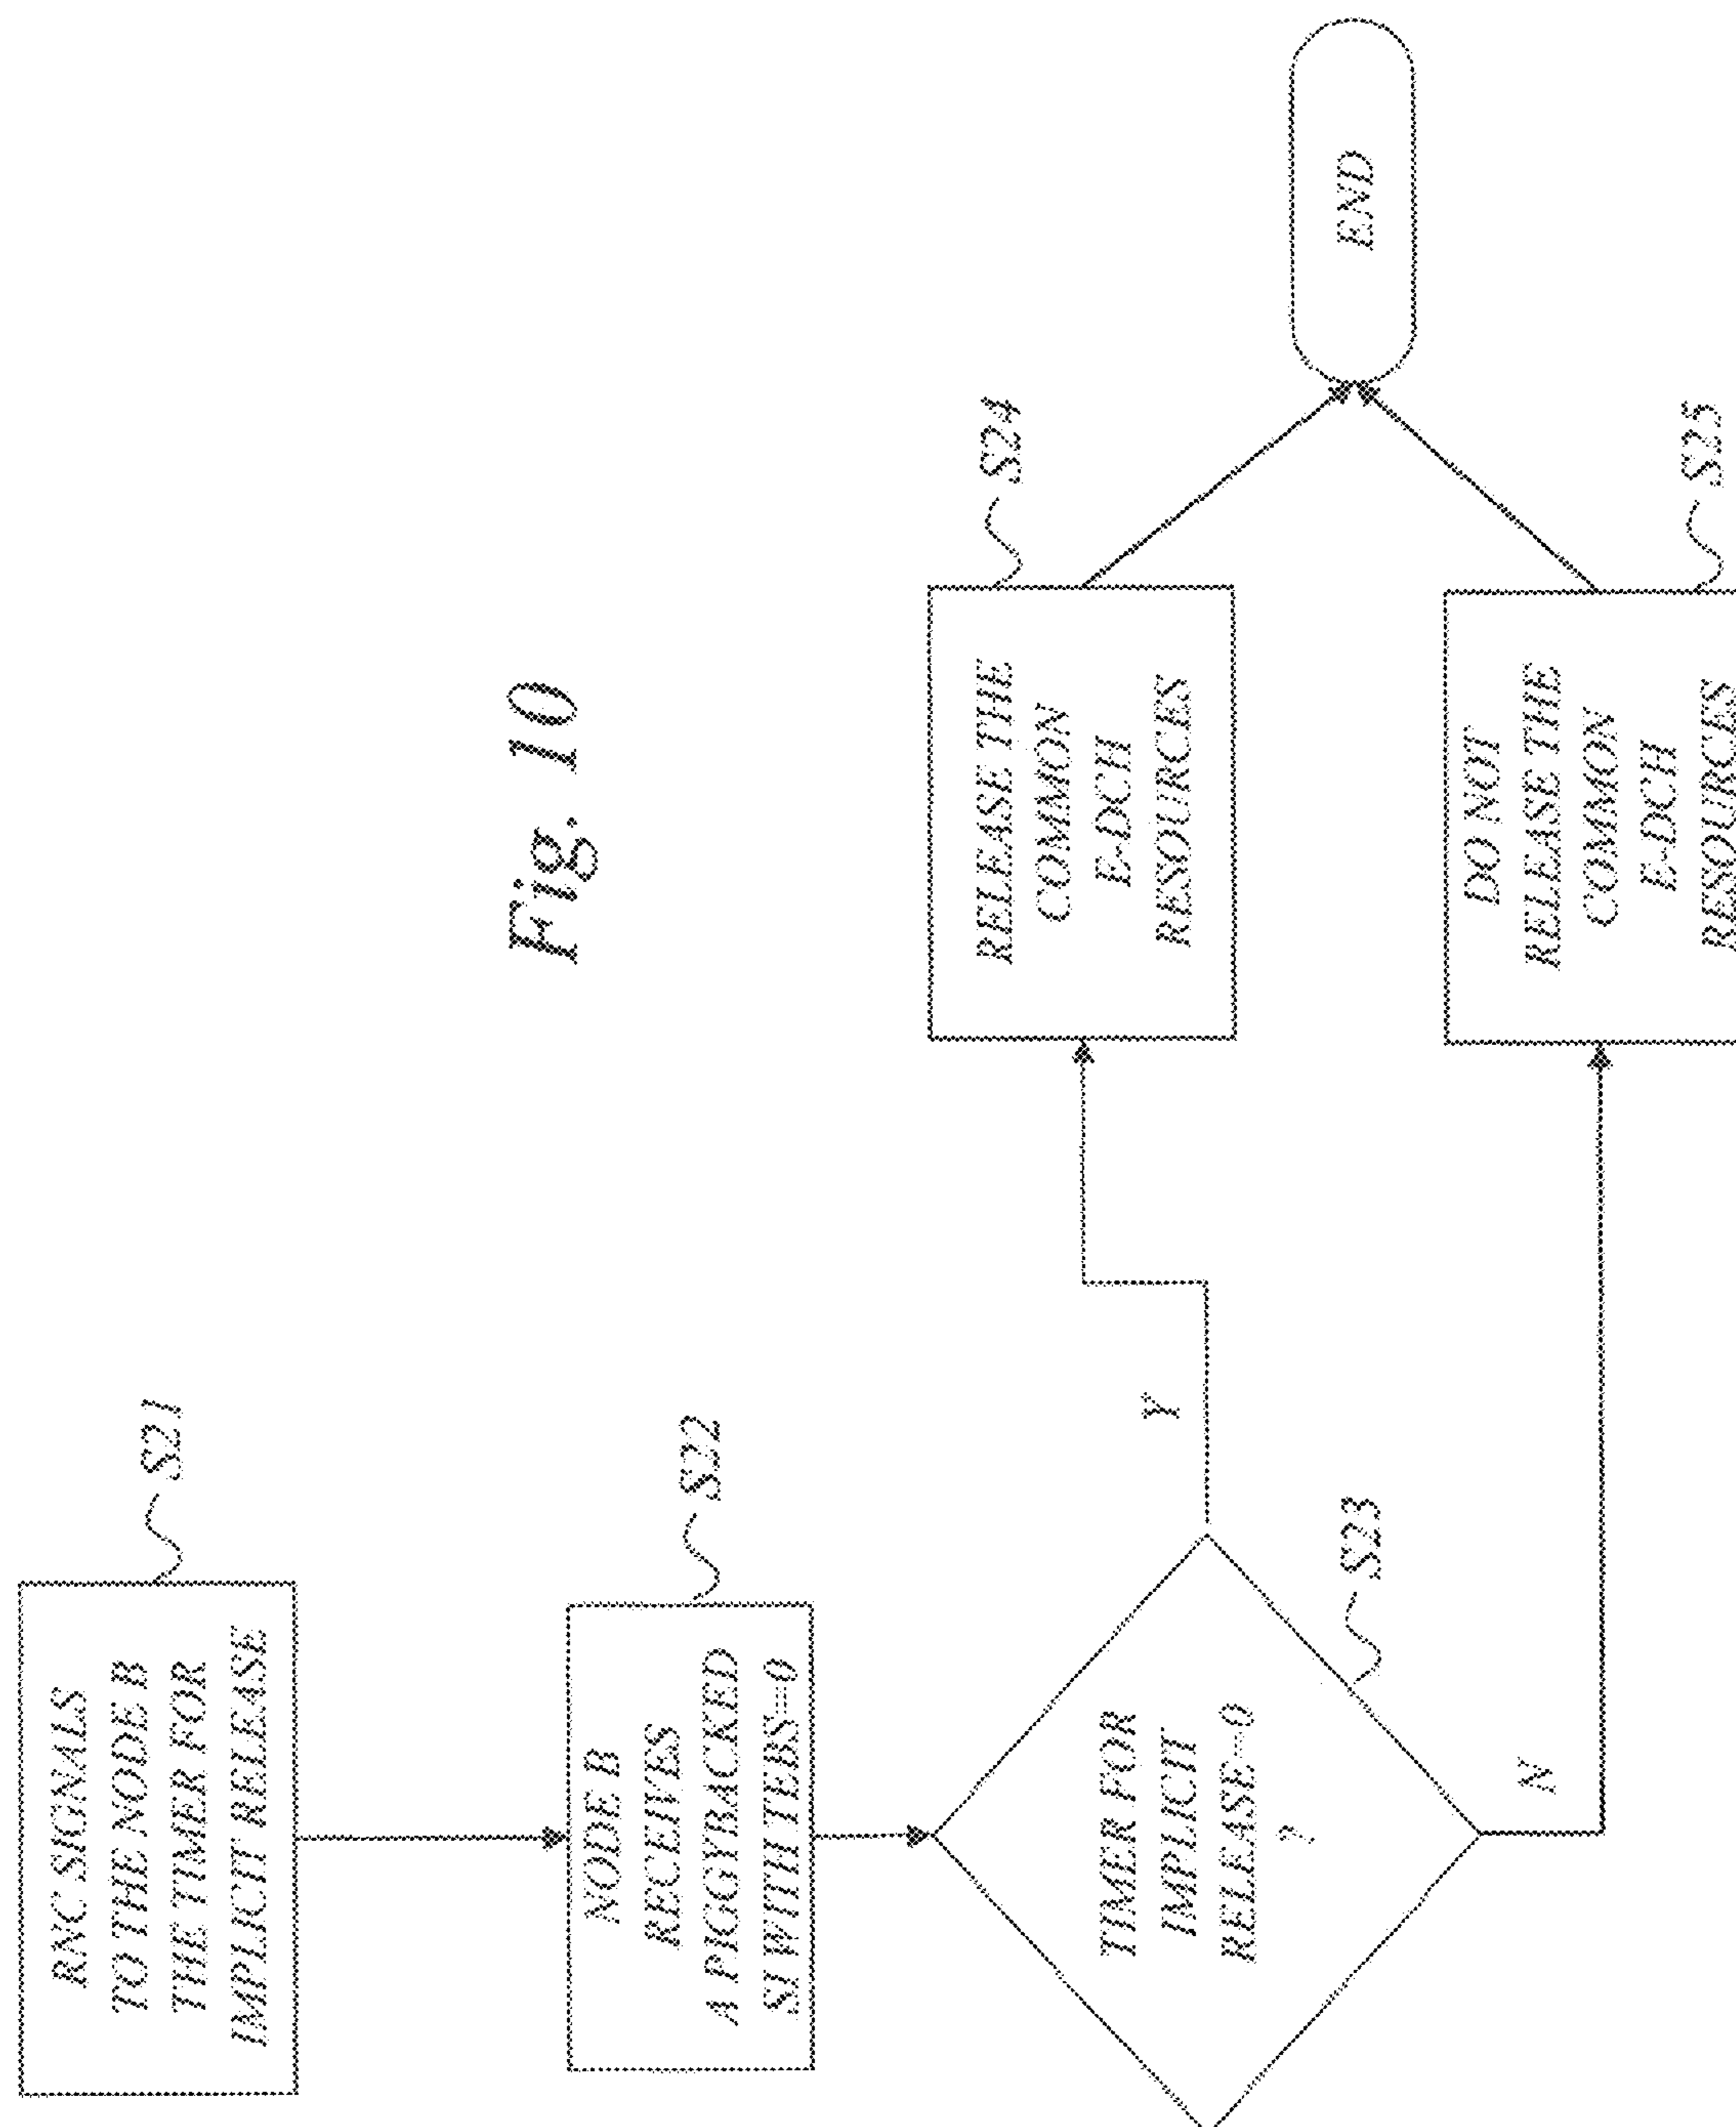 Fig. 10
RNC SIGNALS
TO THE NODE B
THE TIMER FOR
IMPLICIT RELEASE
S21
NODE B
RECEIVES
A PIGGYBACKED
SI WITH TEBS=0
S22
TIMER FOR
IMPLICIT
RELEASE=0
?
S23
Y
N
RELEASE THE
COMMON
E-DCH
RESOURCES
S24
DO NOT
RELEASE THE
COMMON
E-DCH
RESOURCES
S25
END